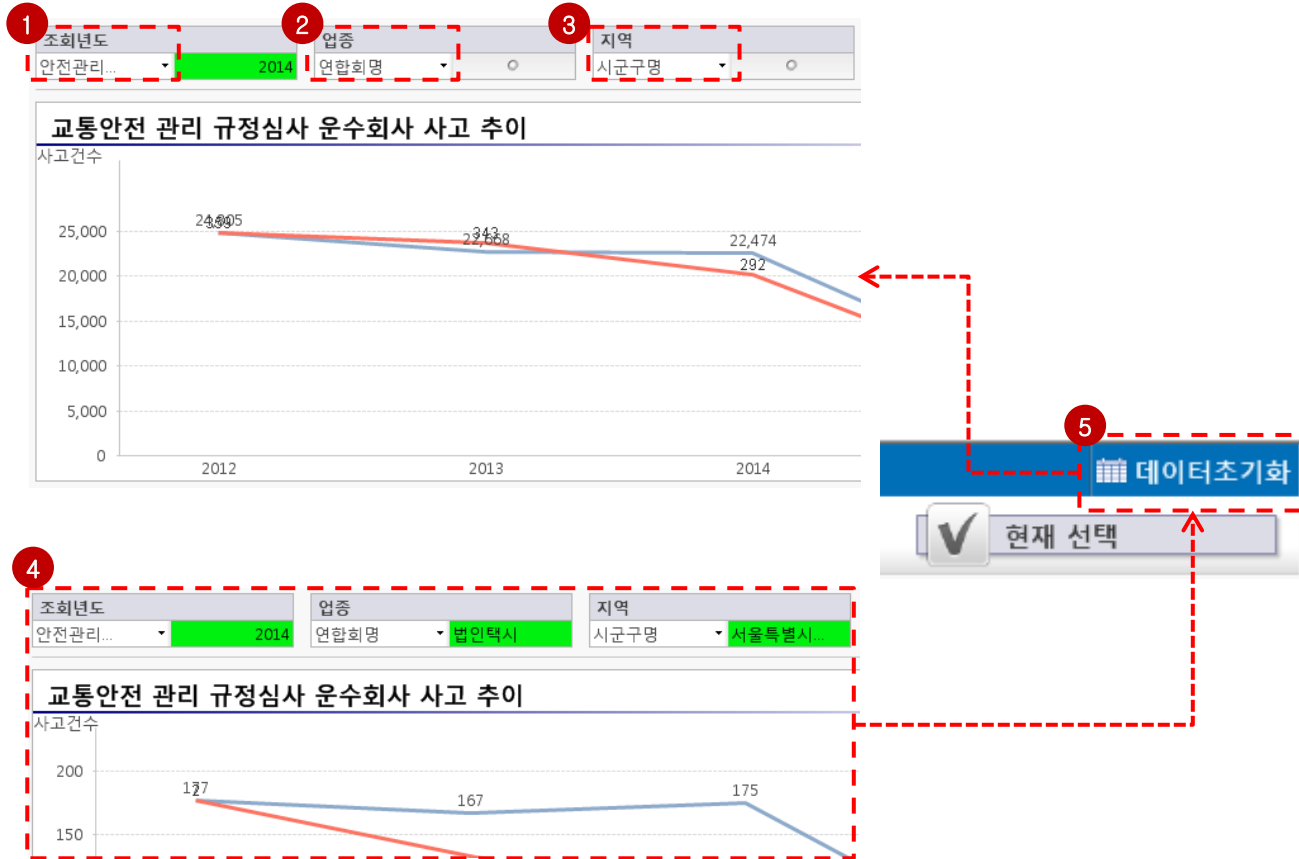 1 2 3
조회년도 업종 지역
안전관리... 2014 연합회명 시군구명
교통안전 관리 규정심사 운수회사 사고 추이
사고건수
343
25,000 22,668 22,474
292
20,000
15,000
10,000
5,000
0
2012 2013 2014
5
데이터초기화
현재 선택
4
조회년도 업종 지역
안전관리... 2014 연합회명 법인택시 시군구명 서울특별시...
교통안전 관리 규정심사 운수회사 사고 추이
사고건수
200
177 167 175
150